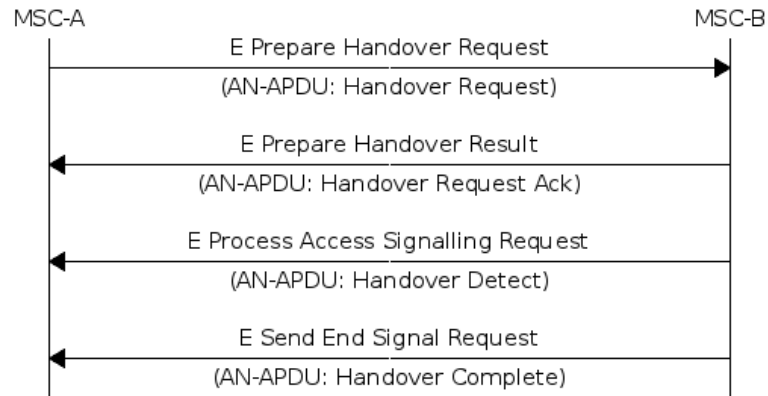 MSC-A MSC-B
E Prepare Handover Request
(AN-APDU: Handover Request)
E Prepare Handover Result
(AN-APDU: Handover Request Ack)
E Process Access Signalling Request
(AN-APDU: Handover Detect)
E Send End Signal Request
(AN-APDU: Handover Complete)